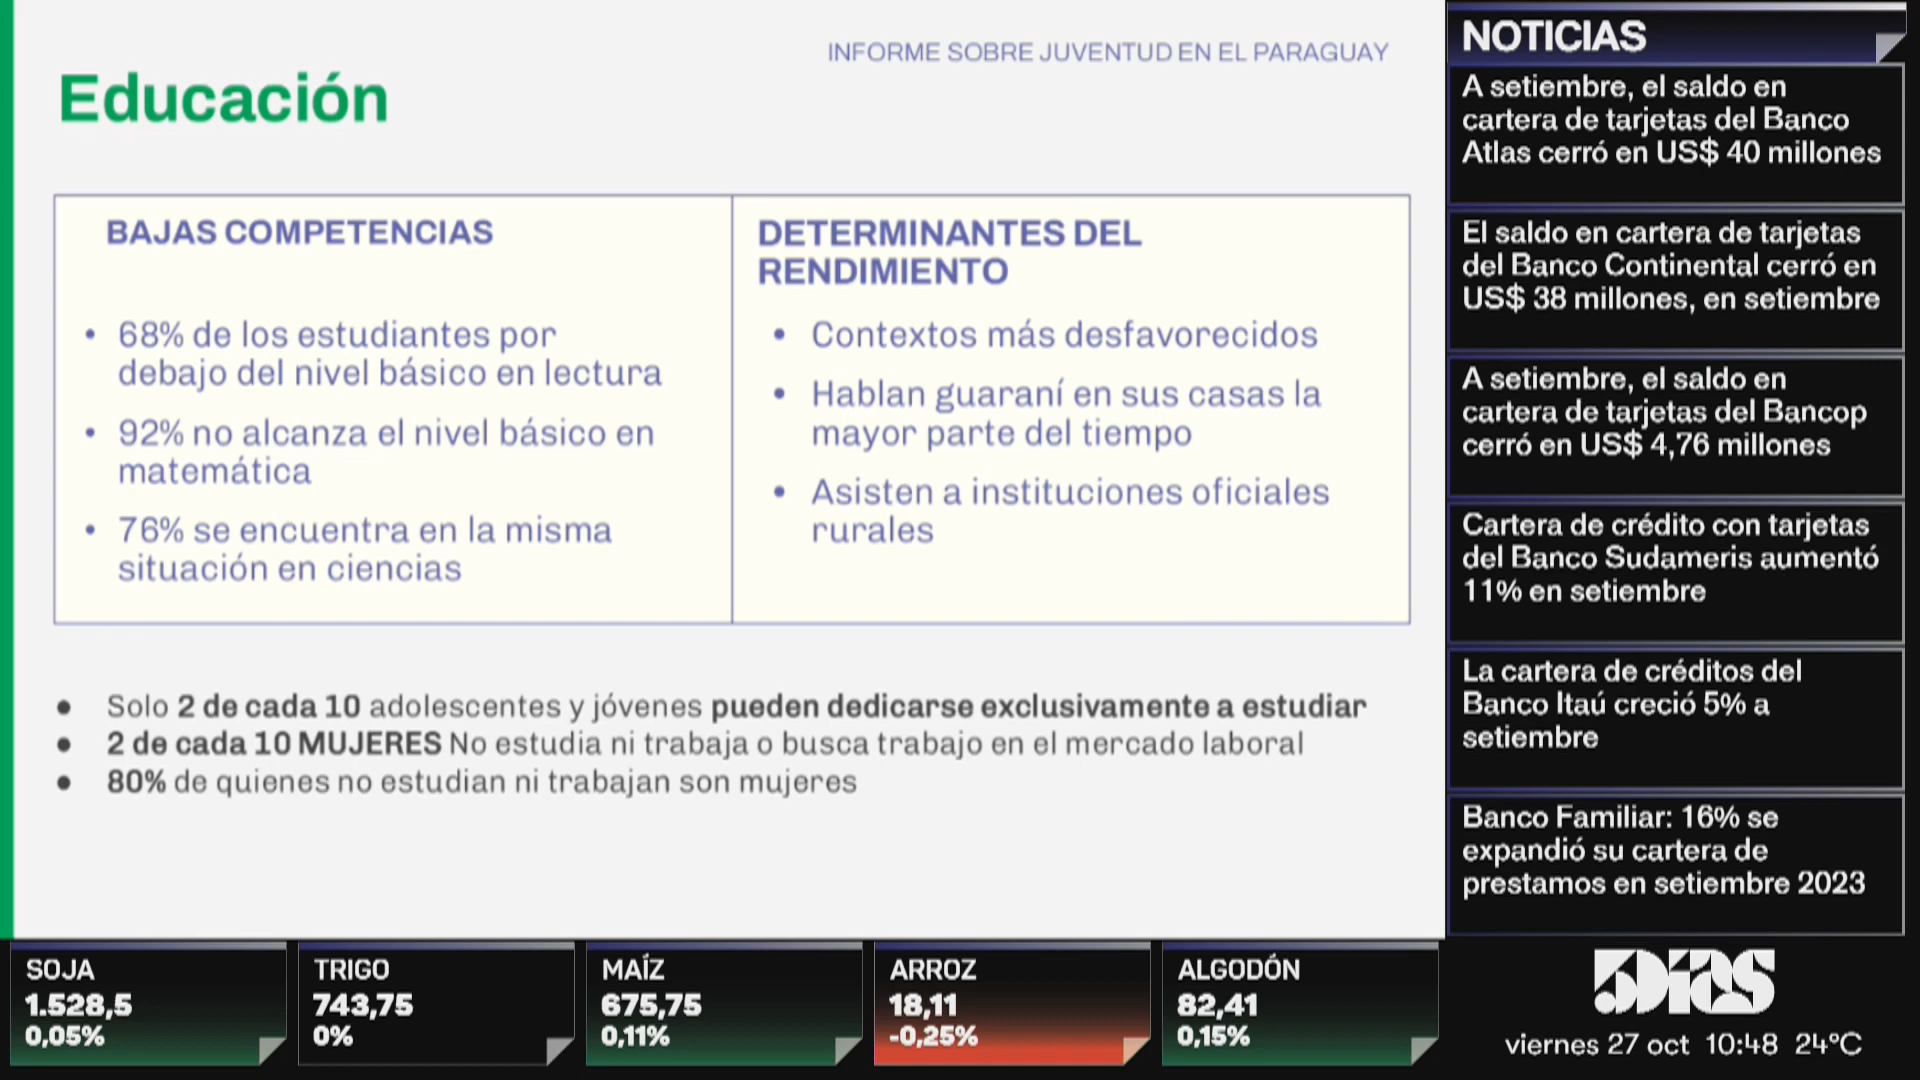 INFORME SOBRE JUVENTUD EN EL PARAGUAY
Educación
BAJAS COMPETENCIAS
• 68% de los estudiantes por
debajo del nivel básico en lectura
• 92% no alcanza el nivel básico en
matemática
• 76% se encuentra en la misma
situación en ciencias
DETERMINANTES DEL
RENDIMIENTO
• Contextos más desfavorecidos
• Hablan guaraní en sus casas la
mayor parte del tiempo
• Asisten a instituciones oficiales
rurales
● Solo 2 de cada 10 adolescentes y jóvenes pueden dedicarse exclusivamente a estudiar
● 2 de cada 10 MUJERES No estudia ni trabaja o busca trabajo en el mercado laboral
● 80% de quienes no estudian ni trabajan son mujeres
NOTICIAS
A setiembre, el saldo en
cartera de tarjetas del Banco
Atlas cerró en US$ 40 millones
El saldo en cartera de tarjetas
del Banco Continental cerró en
US$ 38 millones, en setiembre
A setiembre, el saldo en
cartera de tarjetas del Bancop
cerró en US$ 4,76 millones
Cartera de crédito con tarjetas
del Banco Sudameris aumentó
11% en setiembre
La cartera de créditos del
Banco Itaú creció 5% a
setiembre
Banco Familiar: 16% se
expandió su cartera de
prestamos en setiembre 2023
SOJA
1.528,5
0,05%
TRIGO
743,75
0%
MAÍZ
675,75
0,11%
ARROZ
18,11
-0,25%
ALGODÓN
82,41
0,15%
5DIAS
viernes 27 oct 10:48 24°C